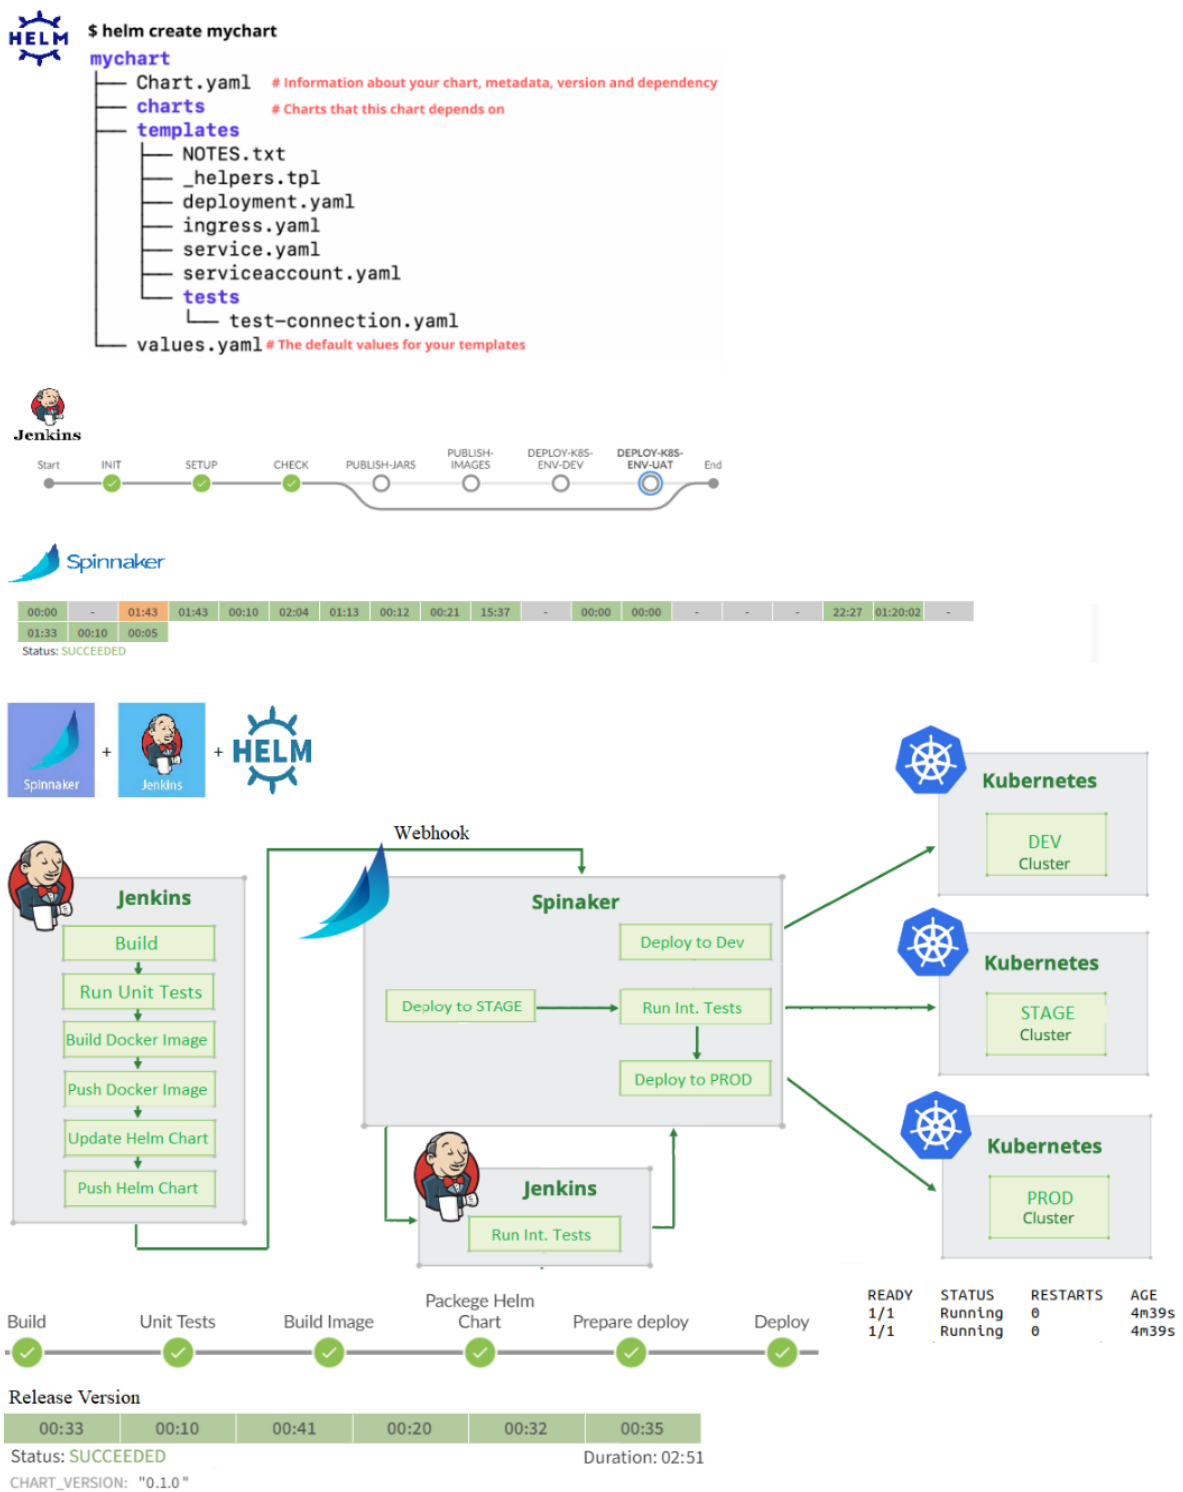 HELM
$ helm create mychart
mychart
Chart.yaml # Information about your chart, metadata, version and dependency
charts # Charts that this chart depends on
templates
NOTES.txt
_helpers.tpl
deployment.yaml
ingress.yaml
service.yaml
serviceaccount.yaml
tests
test-connection.yaml
values.yaml # The default values for your templates
Jenkins
Start INIT SETUP CHECK PUBLISH-JARS PUBLISH-IMAGES DEPLOY-K8S-ENV-DEV DEPLOY-K8S-ENV-UAT End
Spinnaker
00:00 - 01:43 01:43 00:10 02:04 01:13 00:12 00:21 15:37 - 00:00 00:00 - - - 22:27 01:20:02 -
01:33 00:10 00:05
Status: SUCCEEDED
Spinnaker + Jenkins + HELM
Webhook
Jenkins
Build
Run Unit Tests
Build Docker Image
Push Docker Image
Update Helm Chart
Push Helm Chart
Spinaker
Deploy to Dev
Deploy to STAGE
Run Int. Tests
Deploy to PROD
Jenkins
Run Int. Tests
Kubernetes
DEV
Cluster
Kubernetes
STAGE
Cluster
Kubernetes
PROD
Cluster
READY STATUS RESTARTS AGE
1/1 Running 0 4m39s
1/1 Running 0 4m39s
Build Unit Tests Build Image Packege Helm Chart Prepare deploy Deploy
Release Version
00:33 00:10 00:41 00:20 00:32 00:35
Status: SUCCEEDED Duration: 02:51
CHART_VERSION: "0.1.0"